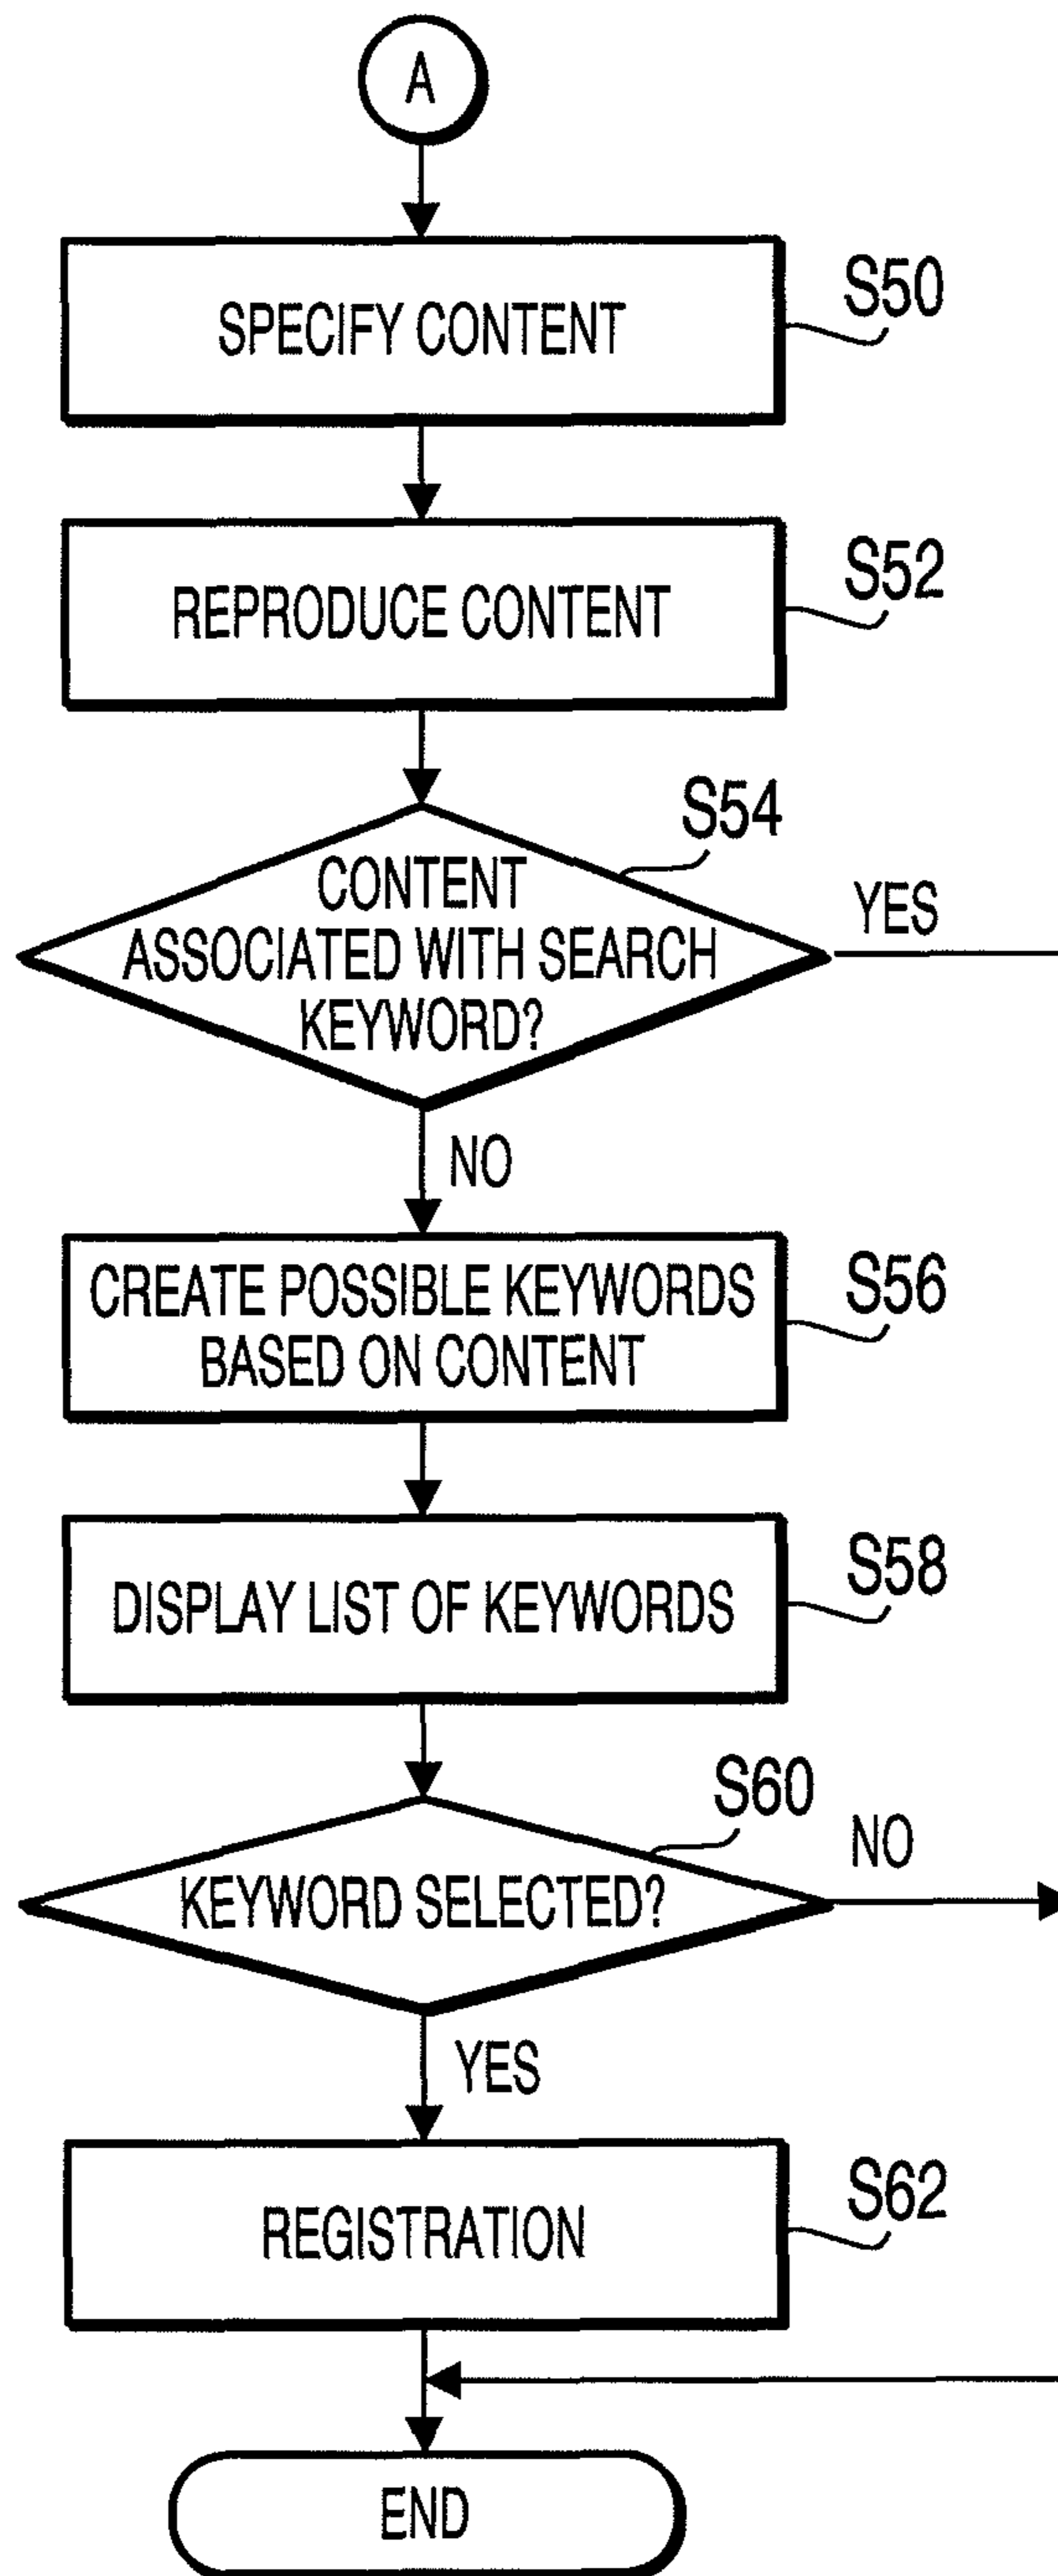 A
SPECIFY CONTENT
S50
REPRODUCE CONTENT
S52
S54
CONTENT
ASSOCIATED WITH SEARCH
KEYWORD?
YES
NO
CREATE POSSIBLE KEYWORDS
BASED ON CONTENT
S56
DISPLAY LIST OF KEYWORDS
S58
S60
KEYWORD SELECTED?
NO
YES
REGISTRATION
S62
END